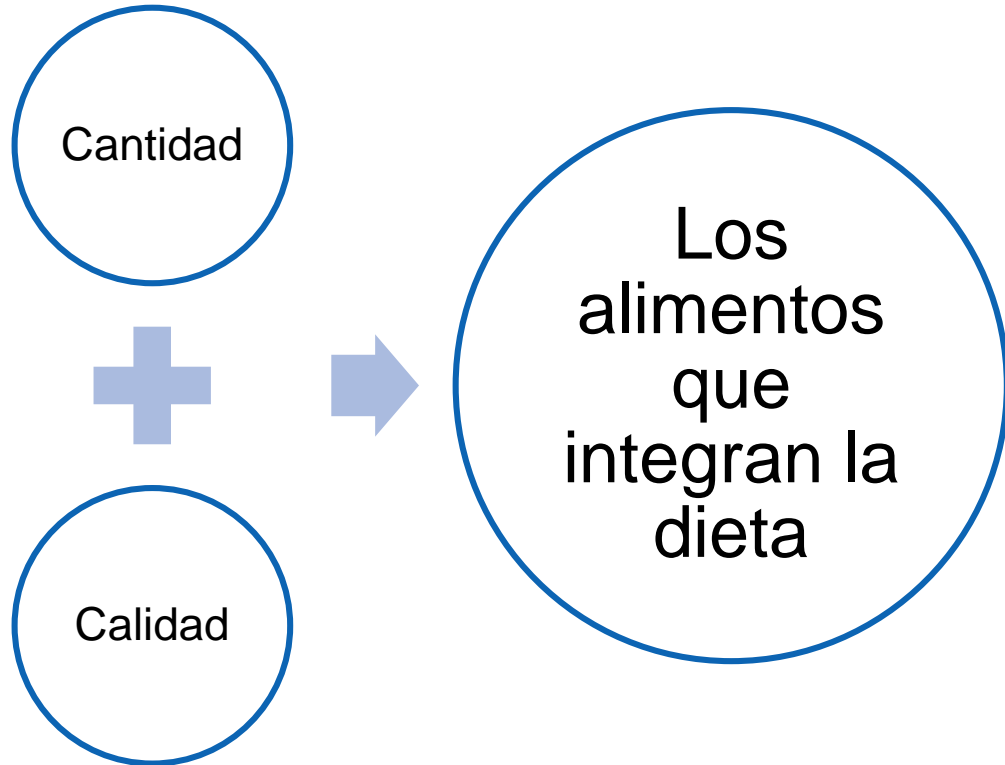 Cantidad
Calidad
Los
alimentos
que
integran la
dieta